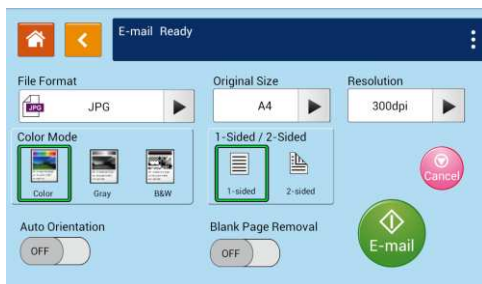 E-mail Ready
File Format
Original Size
Resolution
JPG
JPG
A4
300dpi
Color Mode
1-Sided / 2-Sided
Color
Gray
B&W
1-sided
2-sided
Cancel
Auto Orientation
Blank Page Removal
OFF
OFF
E-mail